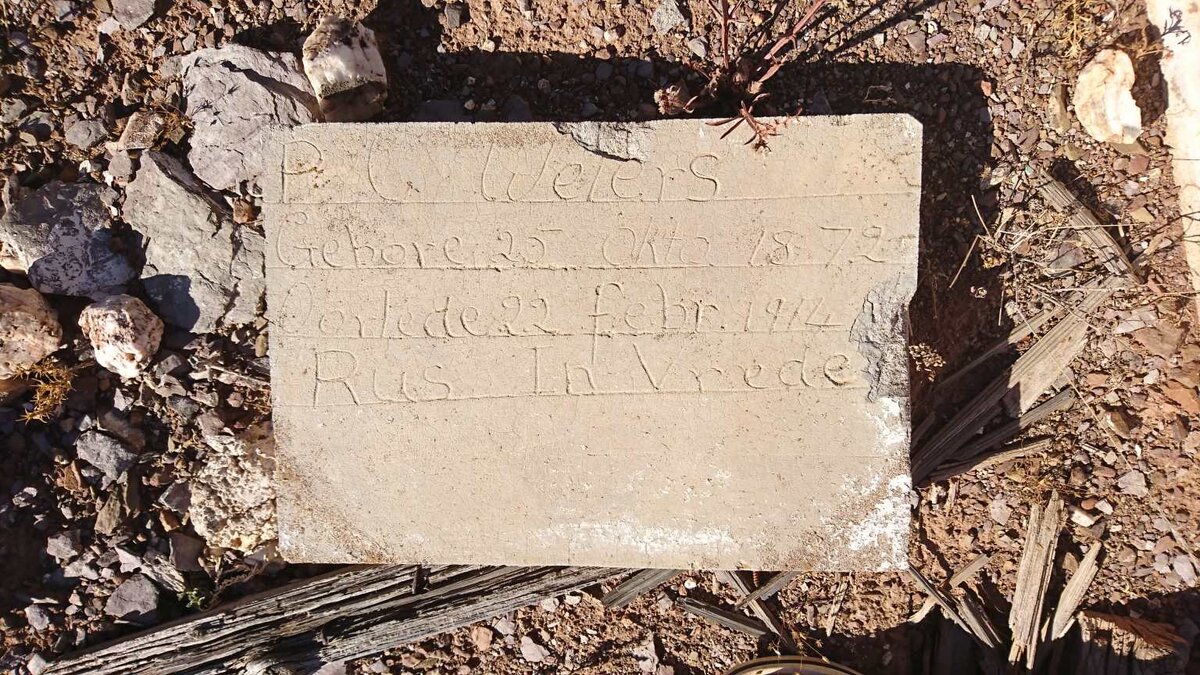 P. C. Weiers
Gebore 25 Okto 1872
Oorlede 22 febr. 1914
Rus In Vrede